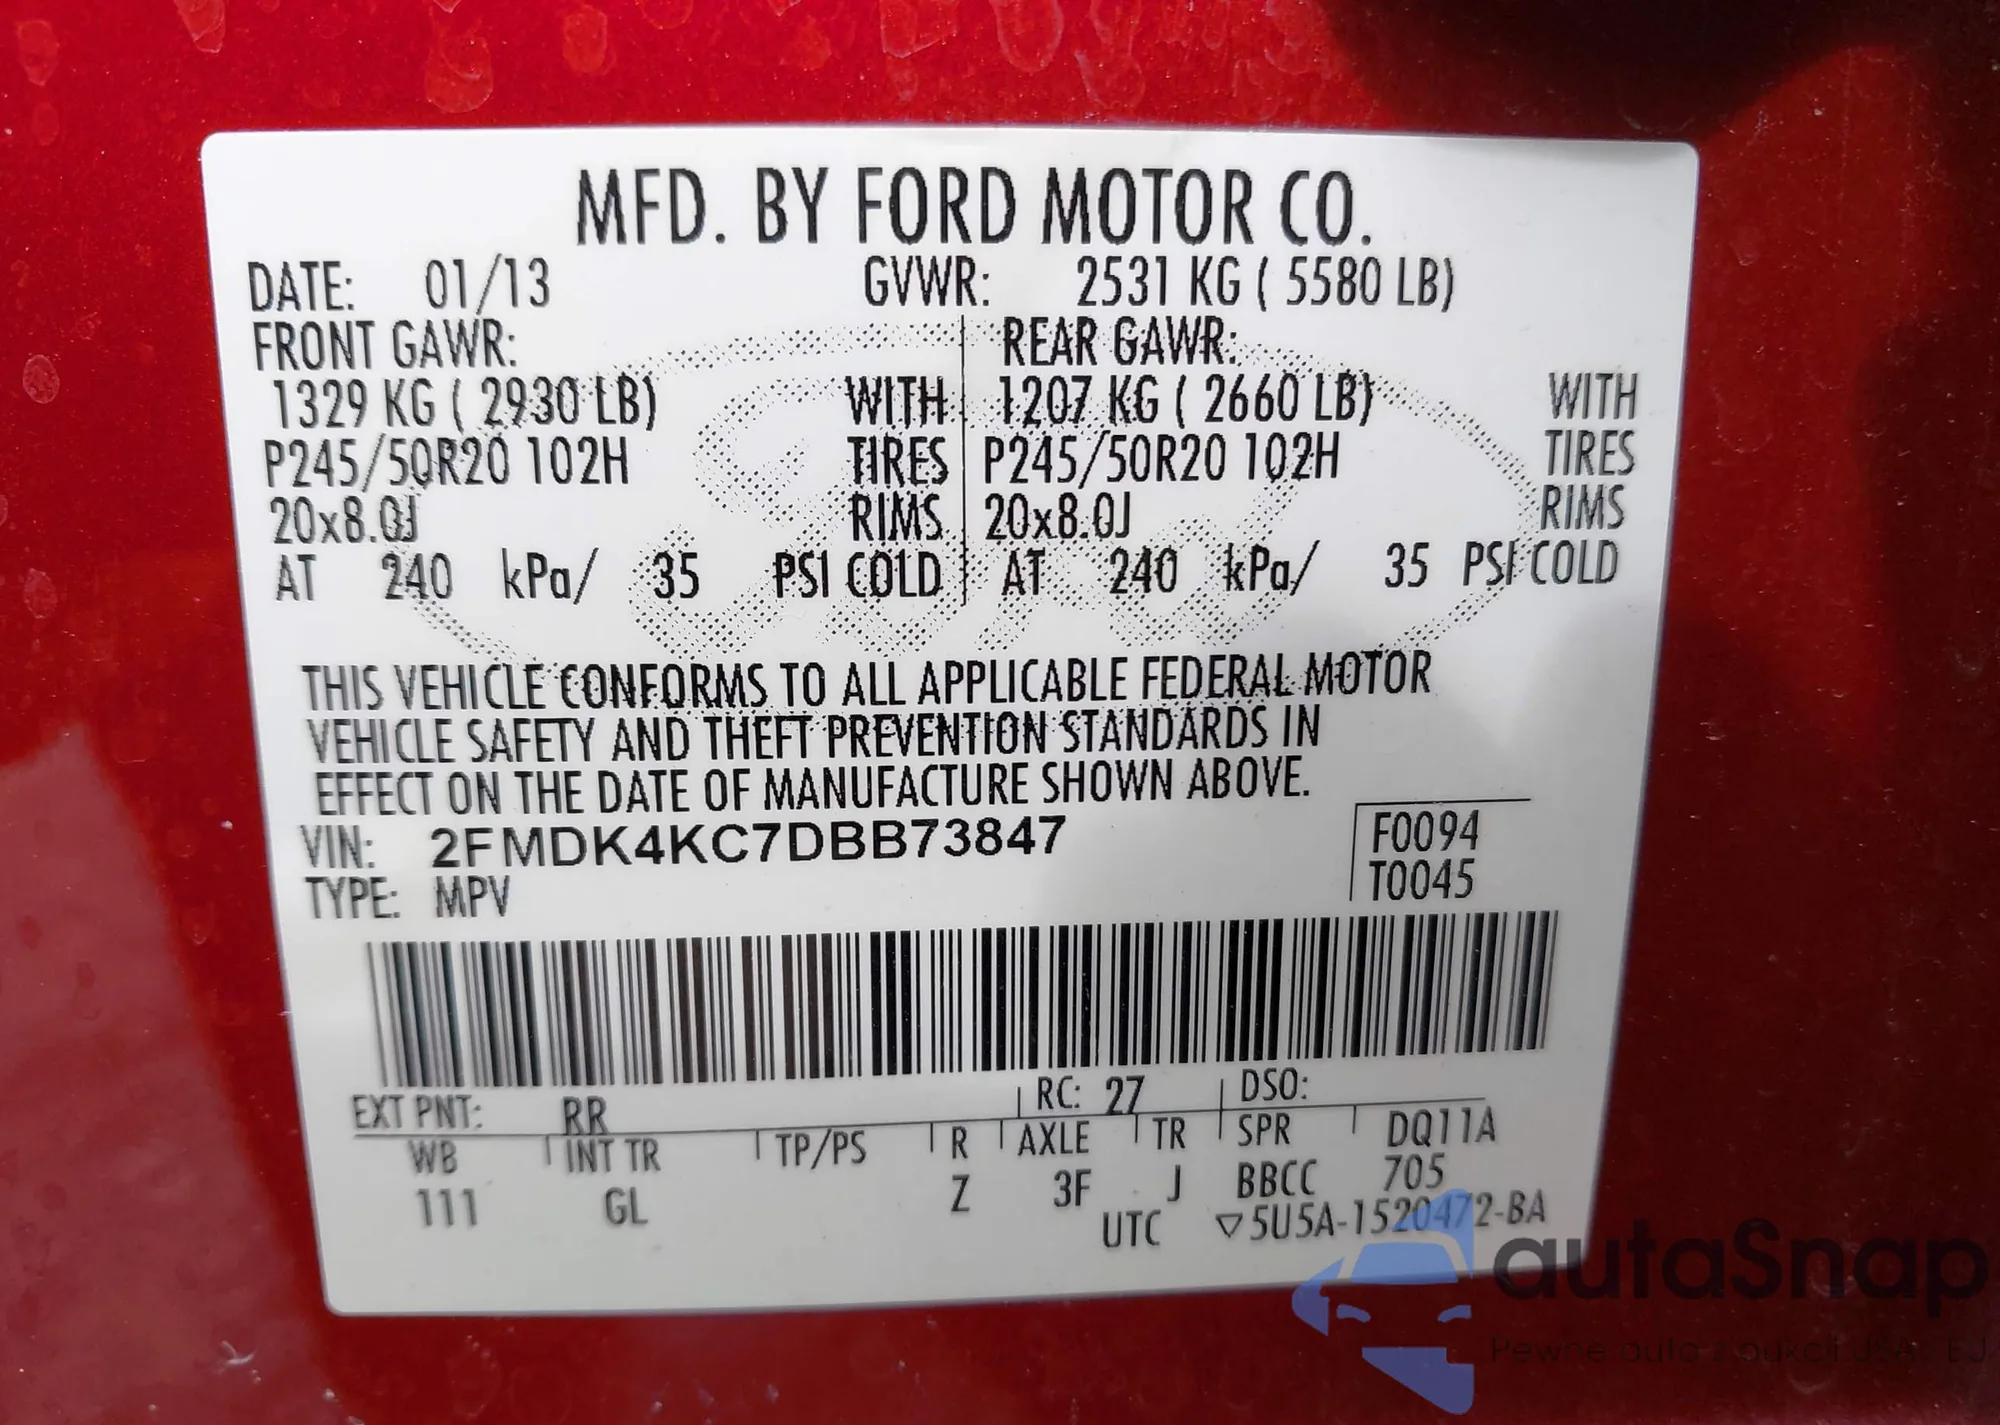 MFD. BY FORD MOTOR CO.
DATE: 01/13 GVWR: 2531 KG ( 5580 LB)
FRONT GAWR: REAR GAWR:
1329 KG ( 2930 LB) WITH 1207 KG ( 2660 LB) WITH
P245/50R20 102H TIRES P245/50R20 102H TIRES
20x8.0J RIMS 20x8.0J RIMS
AT 240 kPa/ 35 PSI COLD AT 240 kPa/ 35 PSI COLD
THIS VEHICLE CONFORMS TO ALL APPLICABLE FEDERAL MOTOR
VEHICLE SAFETY AND THEFT PREVENTION STANDARDS IN
EFFECT ON THE DATE OF MANUFACTURE SHOWN ABOVE.
VIN: 2FMDK4KC7DBB73847 F0094
TYPE: MPV T0045
EXT PNT: RR RC: 27 DSO:
WB INT TR TP/PS R AXLE TR SPR DQ11A
111 GL Z 3F J BBCC 705
UTC ▽5U5A-1520472-BA
autaSnap
Pewne auta z aukcji USA i EU